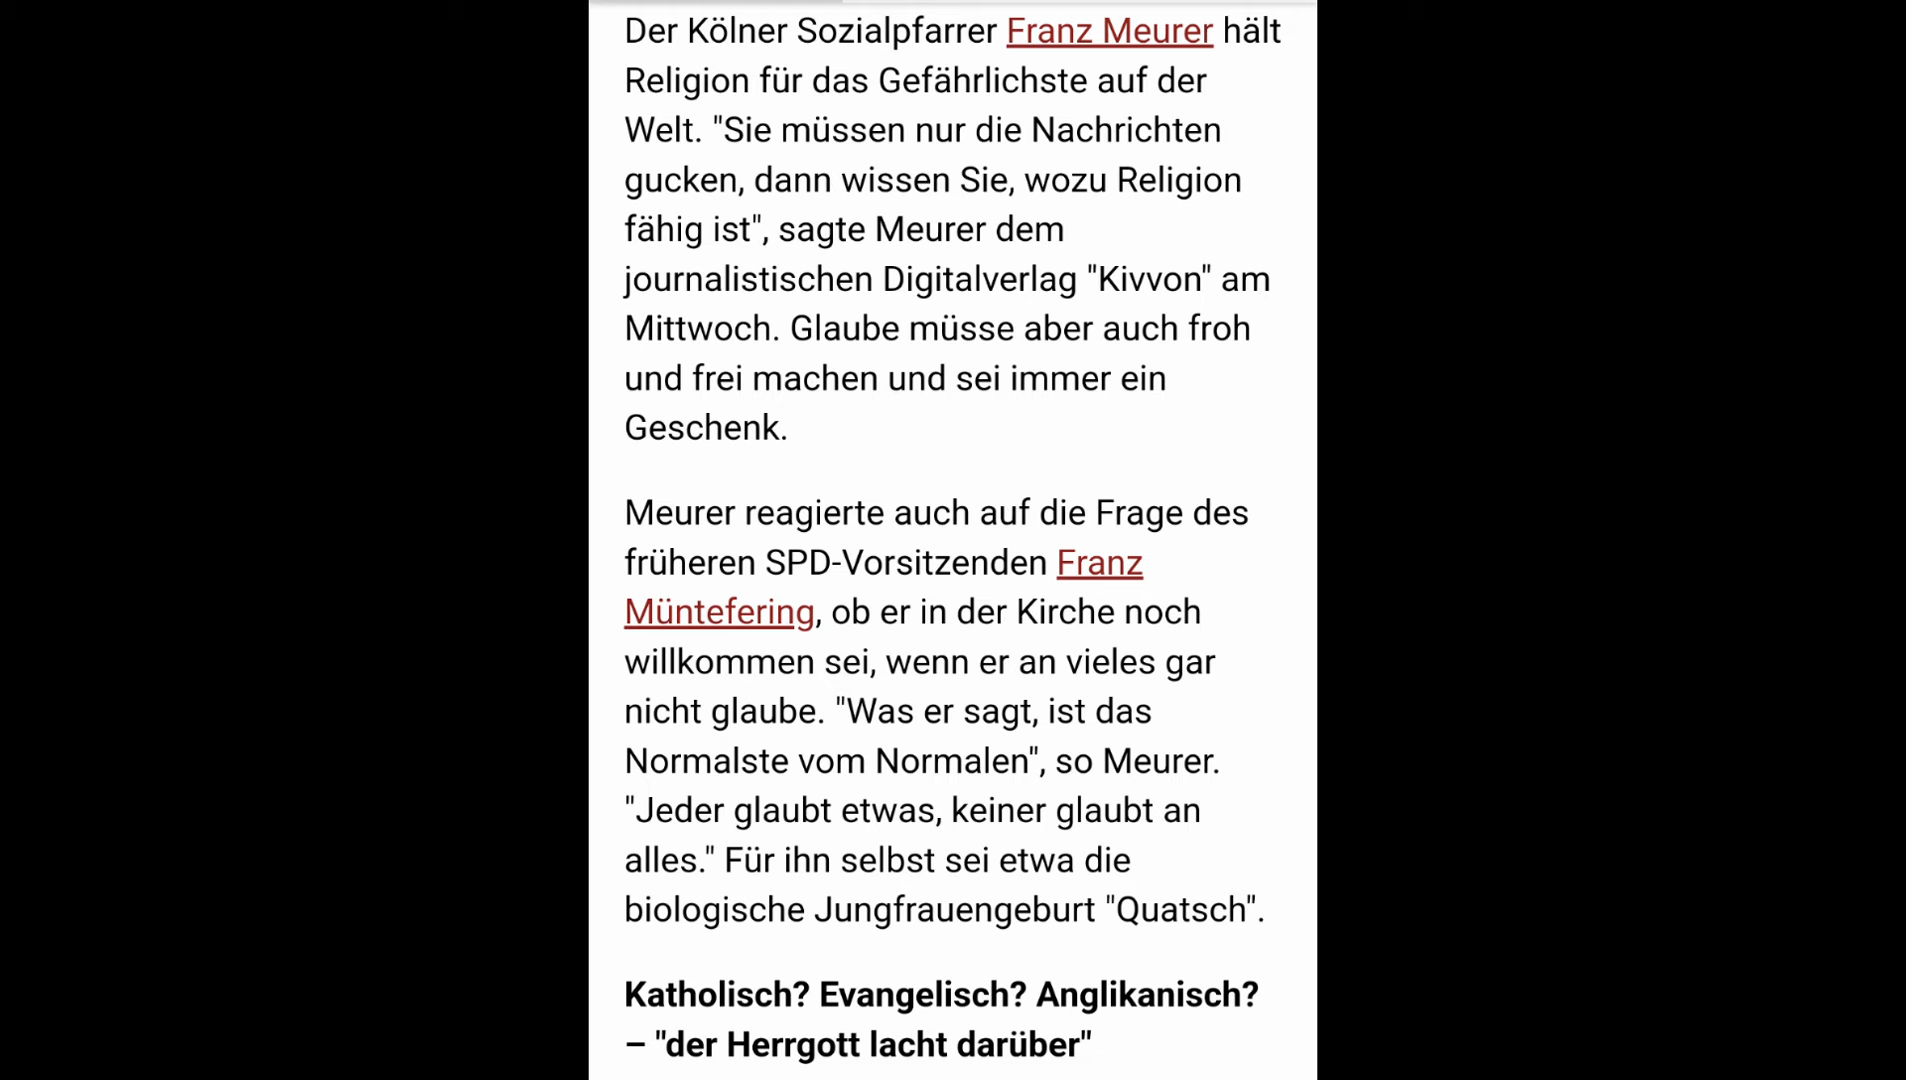 Der Kölner Sozialpfarrer Franz Meurer hält
Religion für das Gefährlichste auf der
Welt. "Sie müssen nur die Nachrichten
gucken, dann wissen Sie, wozu Religion
fähig ist", sagte Meurer dem
journalistischen Digitalverlag "Kivvon" am
Mittwoch. Glaube müsse aber auch froh
und frei machen und sei immer ein
Geschenk.
Meurer reagierte auch auf die Frage des
früheren SPD-Vorsitzenden Franz
Müntefering, ob er in der Kirche noch
willkommen sei, wenn er an vieles gar
nicht glaube. "Was er sagt, ist das
Normalste vom Normalen", so Meurer.
"Jeder glaubt etwas, keiner glaubt an
alles." Für ihn selbst sei etwa die
biologische Jungfrauengeburt "Quatsch".
Katholisch? Evangelisch? Anglikanisch?
– "der Herrgott lacht darüber"